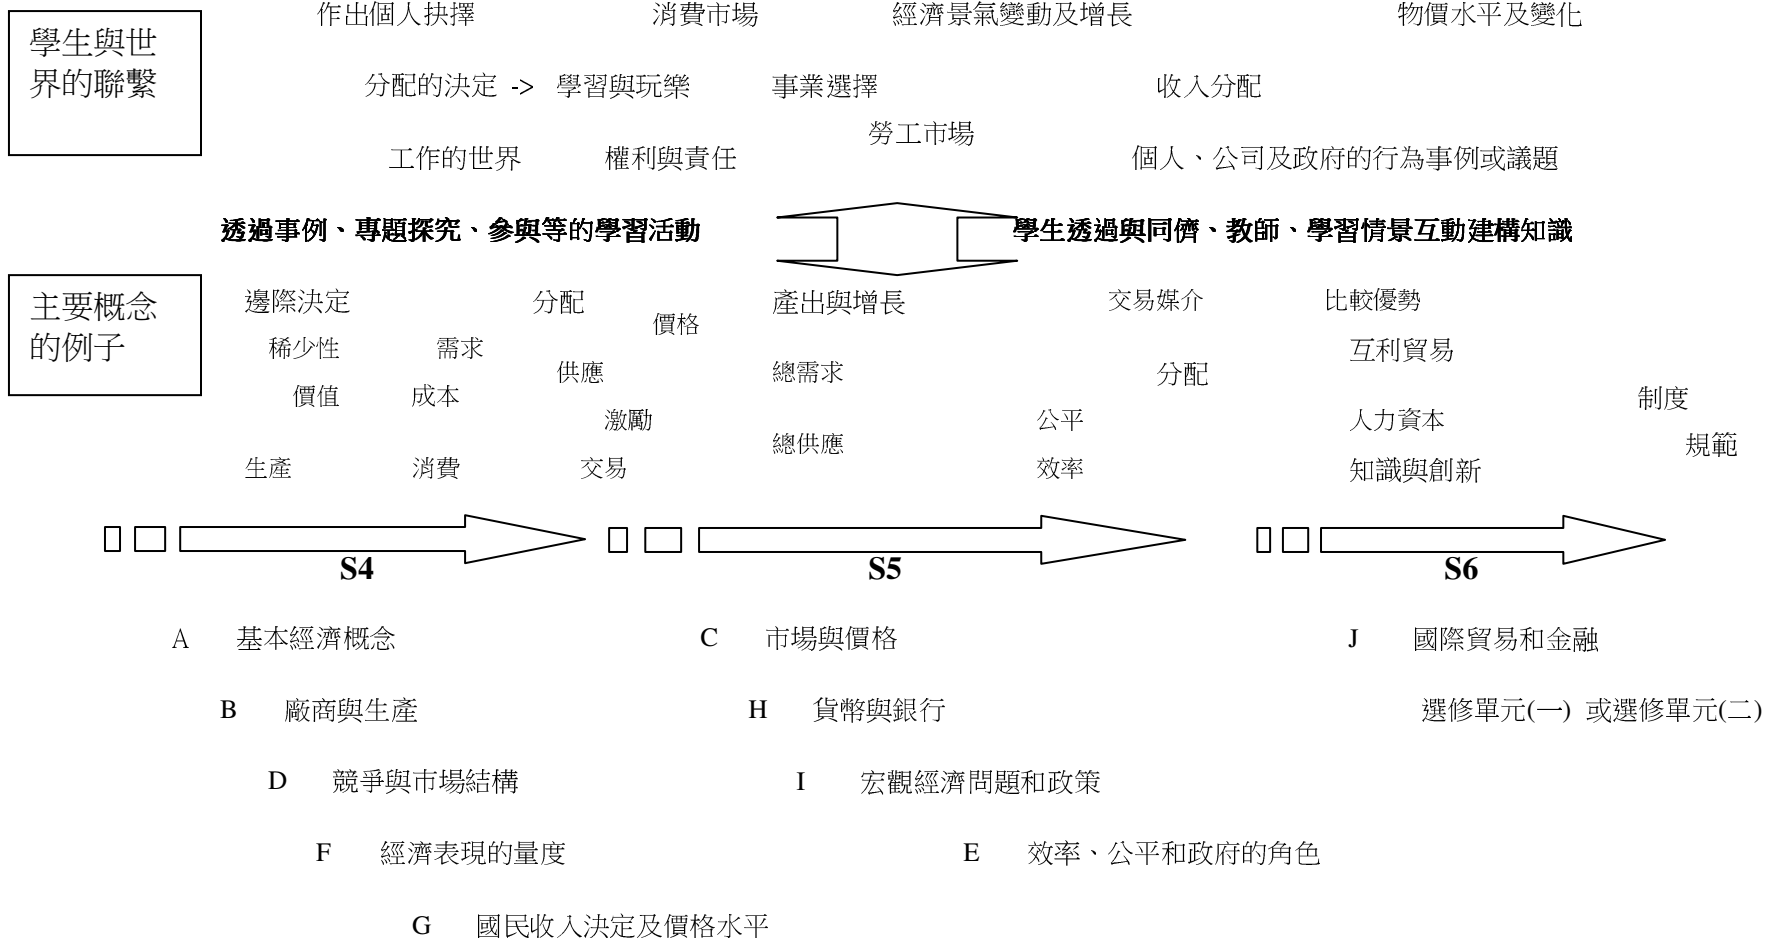 作出個人抉擇 消費市場 經濟景氣變動及增長 物價水平及變化
學生與世
界的聯繫
分配的決定 -> 學習與玩樂 事業選擇 收入分配
勞工市場
工作的世界 權利與責任 個人、公司及政府的行為事例或議題
透過事例、專題探究、參與等的學習活動 學生透過與同儕、教師、學習情景互動建構知識
主要概念
的例子
邊際決定 分配 產出與增長 交易媒介 比較優勢
價格
稀少性 需求 互利貿易
供應 總需求 分配
價值 成本 制度
激勵 公平 人力資本
總供應 規範
生產 消費 交易 效率 知識與創新
S4 S5 S6
A 基本經濟概念 C 市場與價格 J 國際貿易和金融
B 廠商與生產 H 貨幣與銀行 選修單元(一) 或選修單元(二)
D 競爭與市場結構 I 宏觀經濟問題和政策
F 經濟表現的量度 E 效率、公平和政府的角色
G 國民收入決定及價格水平